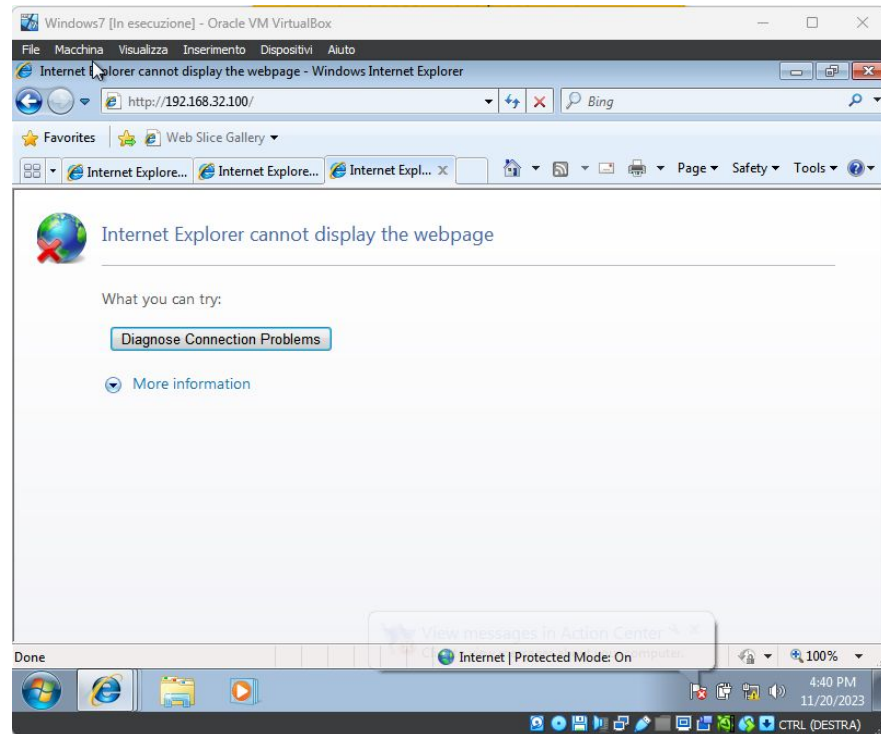 Windows7 [In esecuzione] - Oracle VM VirtualBox
File Macchina Visualizza Inserimento Dispositivi Aiuto
Internet Explorer cannot display the webpage - Windows Internet Explorer
http://192.168.32.100/
Bing
Favorites Web Slice Gallery
Internet Explore... Internet Explore... Internet Expl... Page Safety Tools
Internet Explorer cannot display the webpage
What you can try:
Diagnose Connection Problems
More information
View messages in Action Center
Done Internet | Protected Mode: On 100%
4:40 PM
11/20/2023
CTRL (DESTRA)